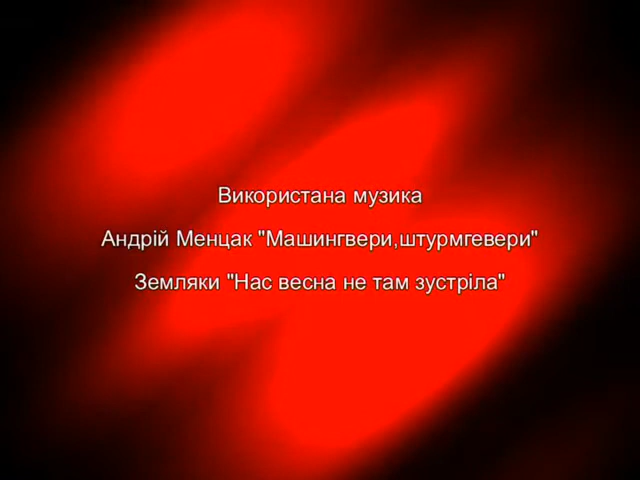 Використана музика
Андрій Менцак "Машингвери,штурмгевери"
Земляки "Нас весна не там зустріла"